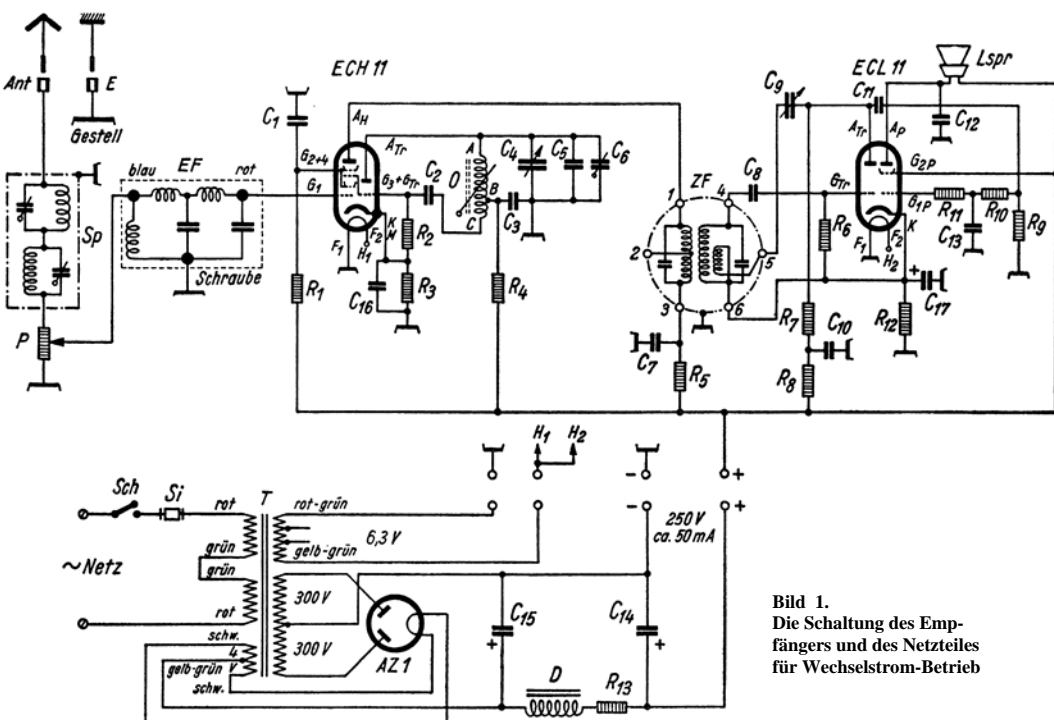 Ant
E
Gestell
Sp
P
blau
EF
rot
Schraube
ECH 11
C1
AH
ATr
G2+4
G1
G3+GTr
C2
F1
F2
H1
K
M
R1
R2
R3
C16
O
A
B
C
C3
C4
C5
C6
R4
ZF
1
2
3
4
5
6
C7
R5
C8
C9
ECL 11
Lspr
C11
C12
ATr
AP
G2P
GTr
G1P
R11
R10
C13
R9
R6
F1
F2
H2
K
C17
+
R7
C10
R12
R8
H1
H2
-
-
+
+
250 V
ca. 50 mA
Sch
Si
rot
T
rot-grün
6,3 V
gelb-grün
grün
grün
~Netz
rot
300 V
300 V
schw.
4
V
gelb-grün
schw.
AZ 1
C15
+
C14
+
D
R13
Bild 1.
Die Schaltung des Emp-
fängers und des Netzteiles
für Wechselstrom-Betrieb